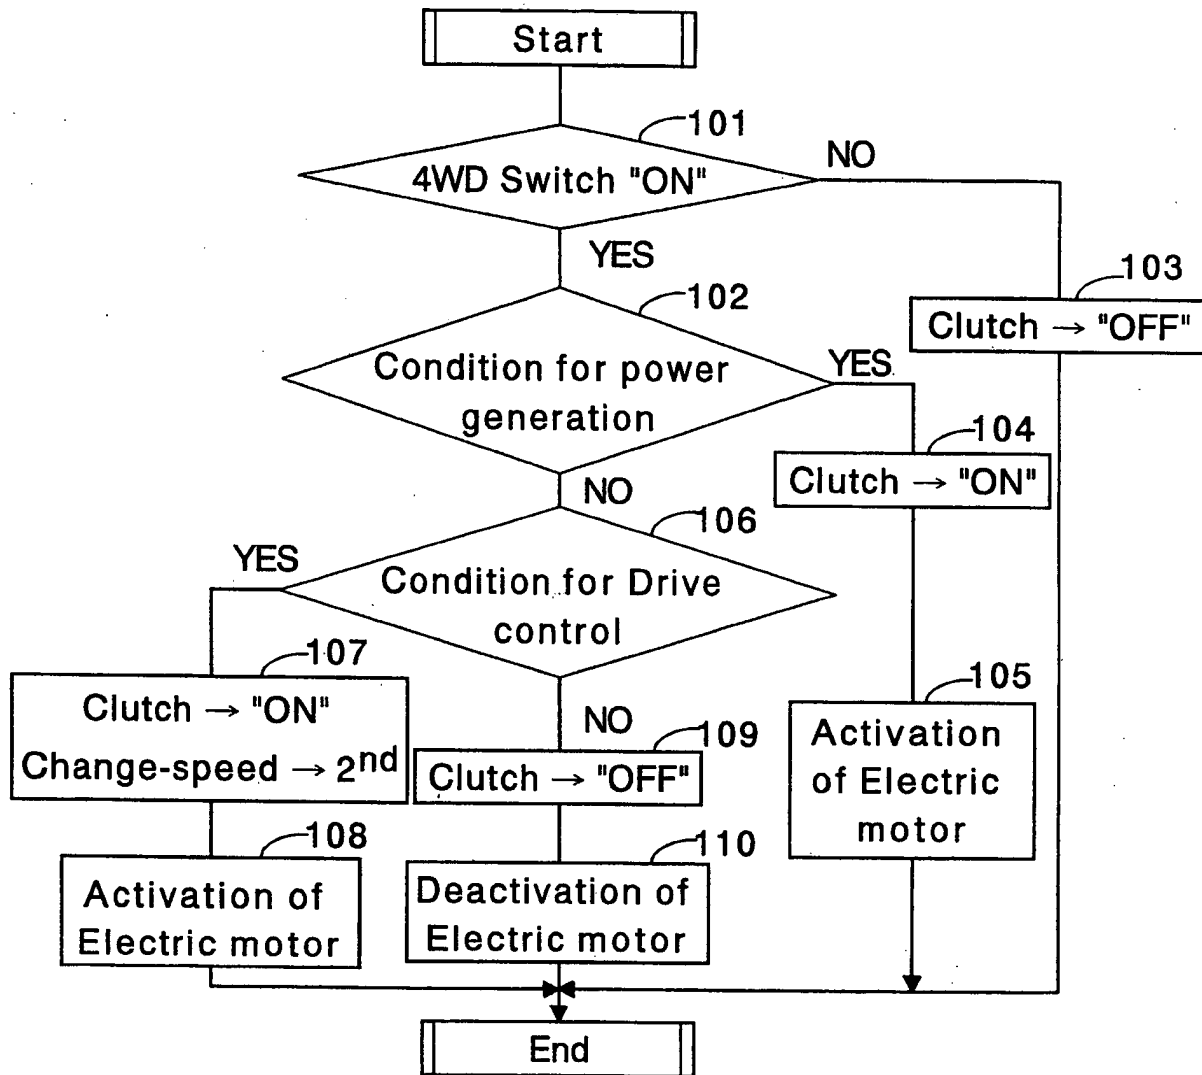 Start
101
4WD Switch "ON"
NO
YES
103
Clutch → "OFF"
102
Condition for power
generation
YES
104
Clutch → "ON"
NO
106
YES
Condition for Drive
control
107
Clutch → "ON"
Change-speed → 2nd
NO
109
Clutch → "OFF"
105
Activation
of Electric
motor
108
Activation of
Electric motor
110
Deactivation of
Electric motor
End